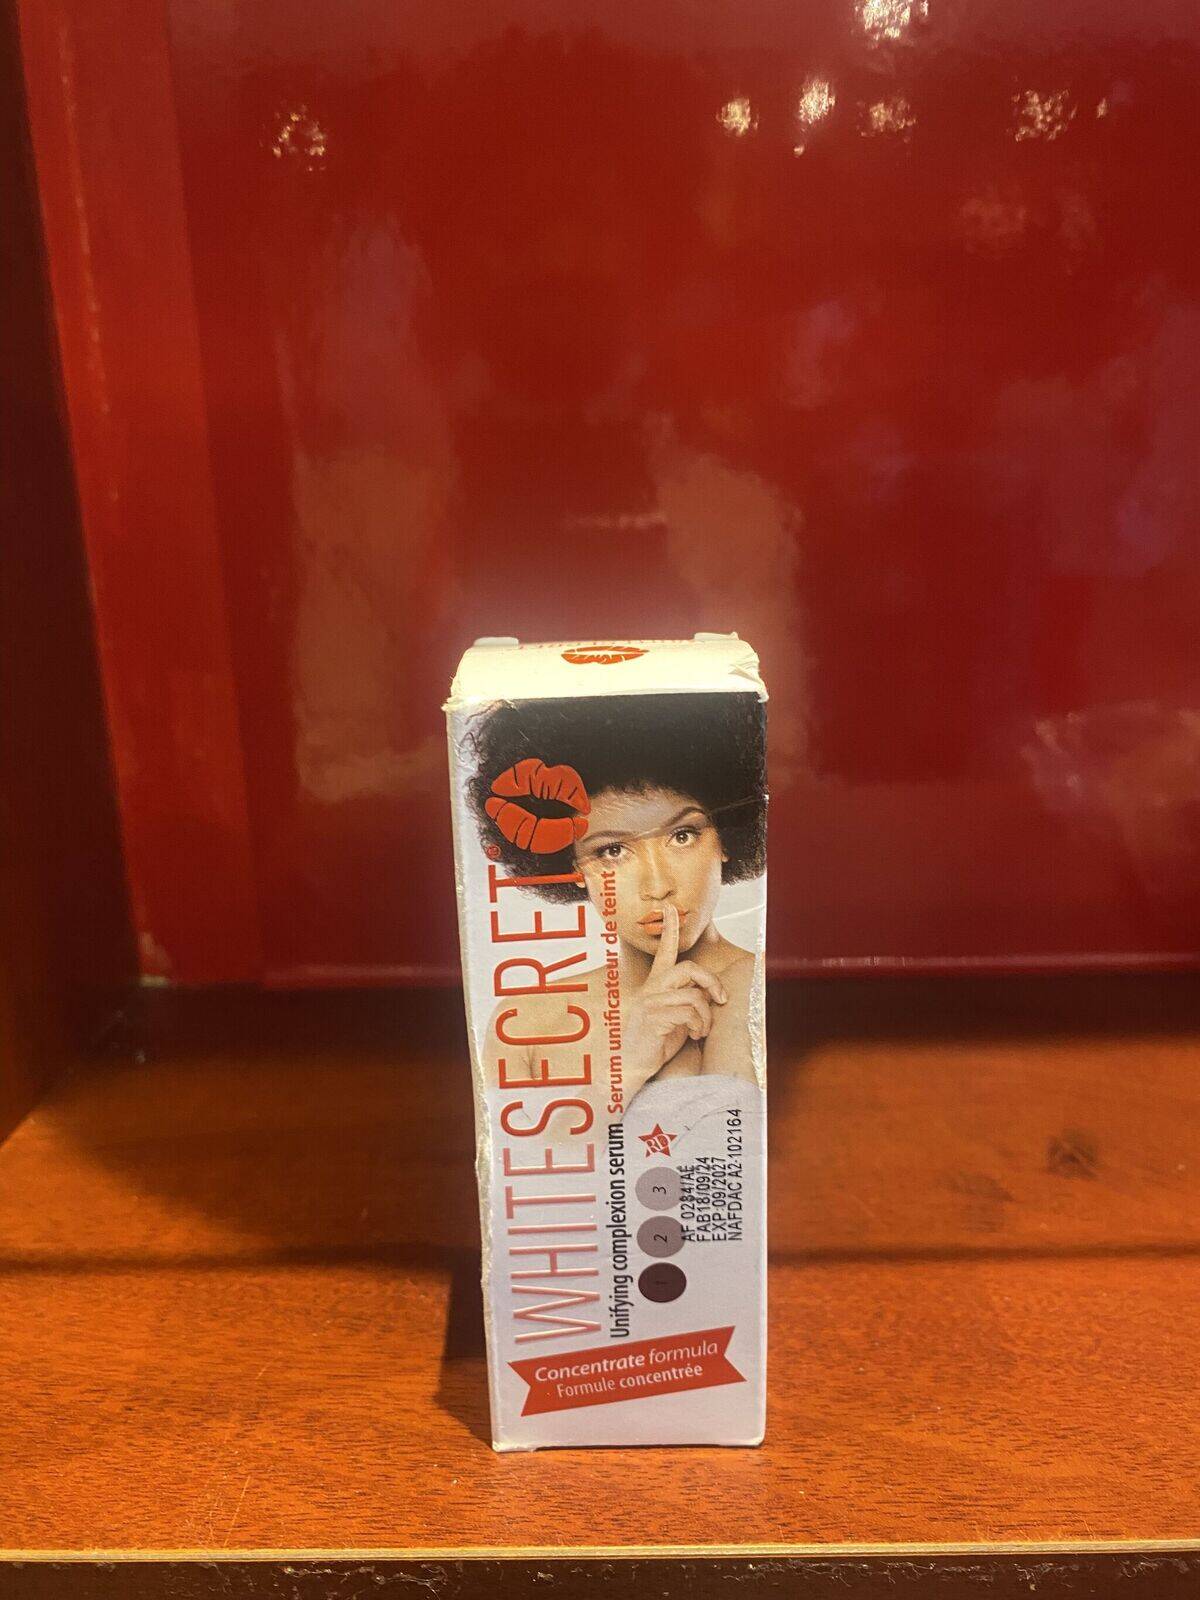 WHITESECRET®
Unifying complexion serum Serum unificateur de teint
1 2 3
AF 0284/AE
FAB18/09/24
EXP:09/2027
NAFDAC A2-102164
Concentrate formula
Formule concentrée